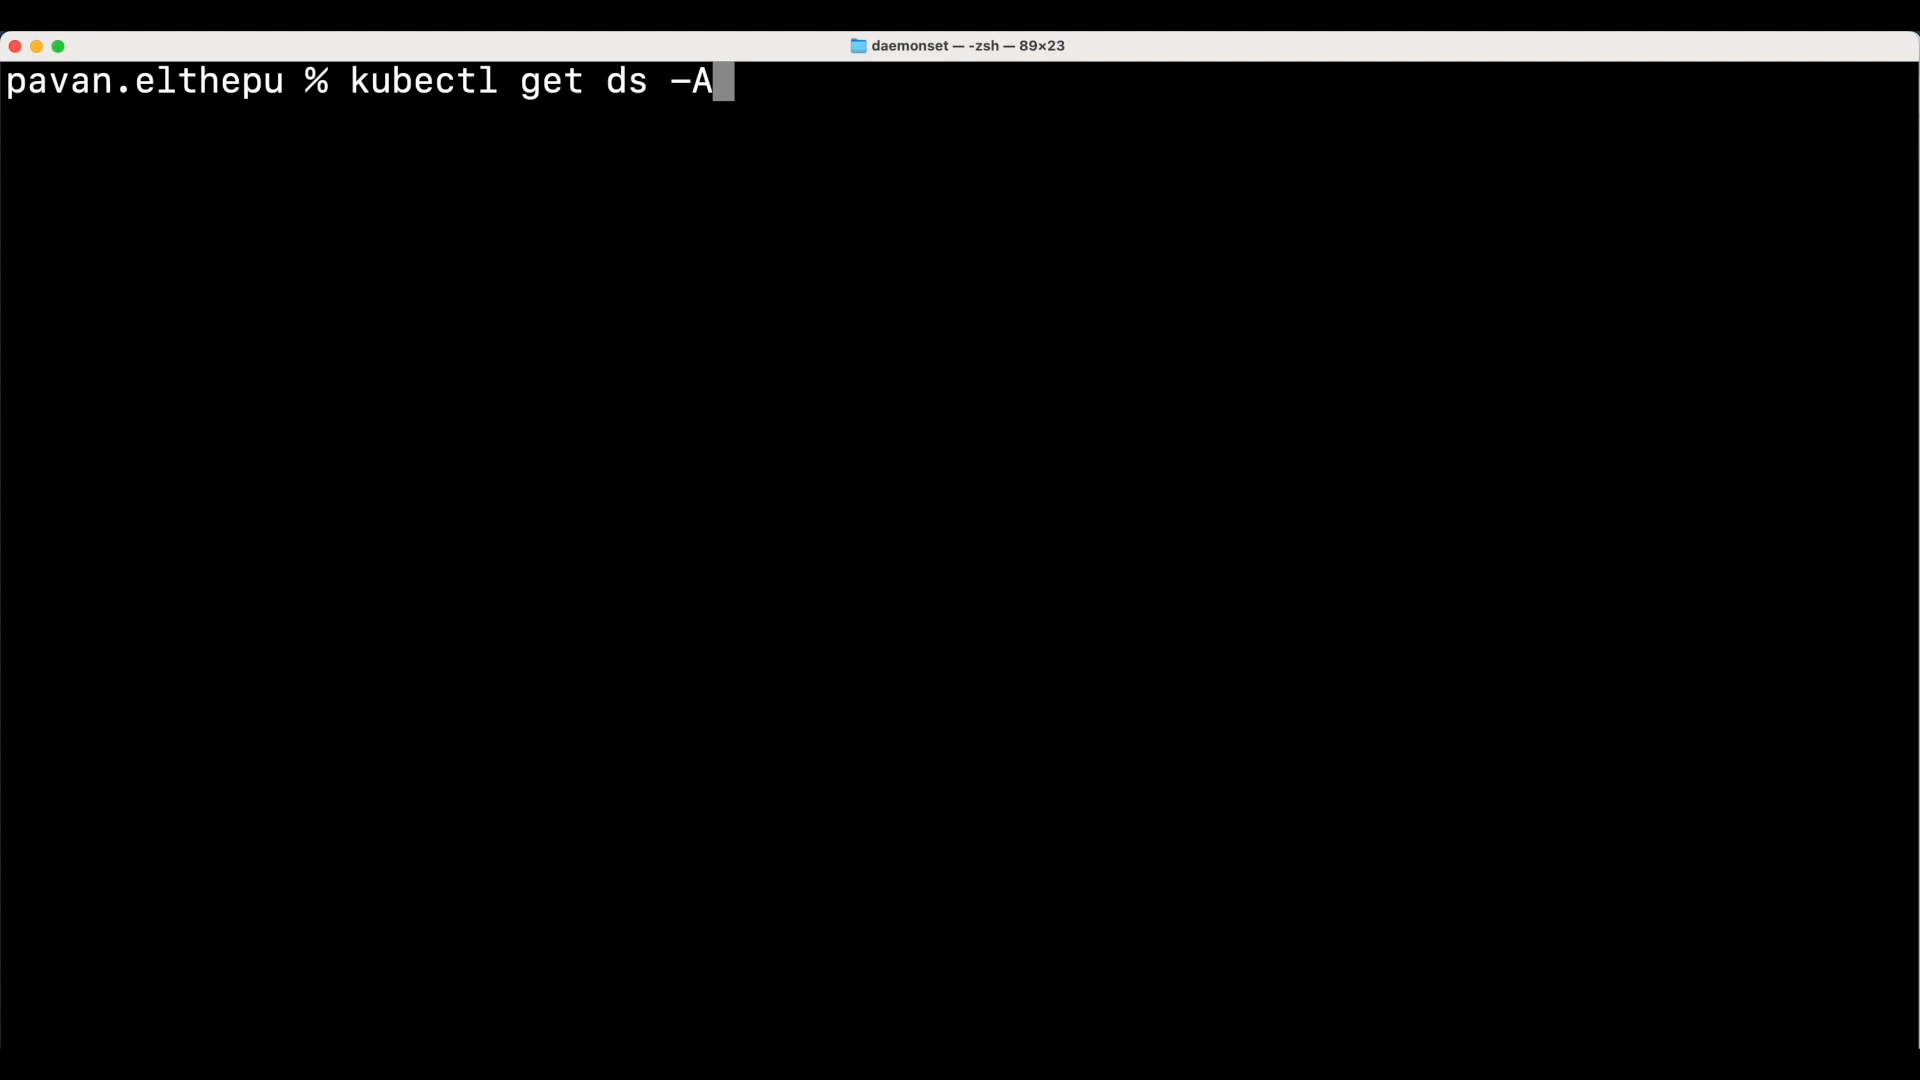 daemonset — -zsh — 89×23
pavan.elthepu % kubectl get ds -A